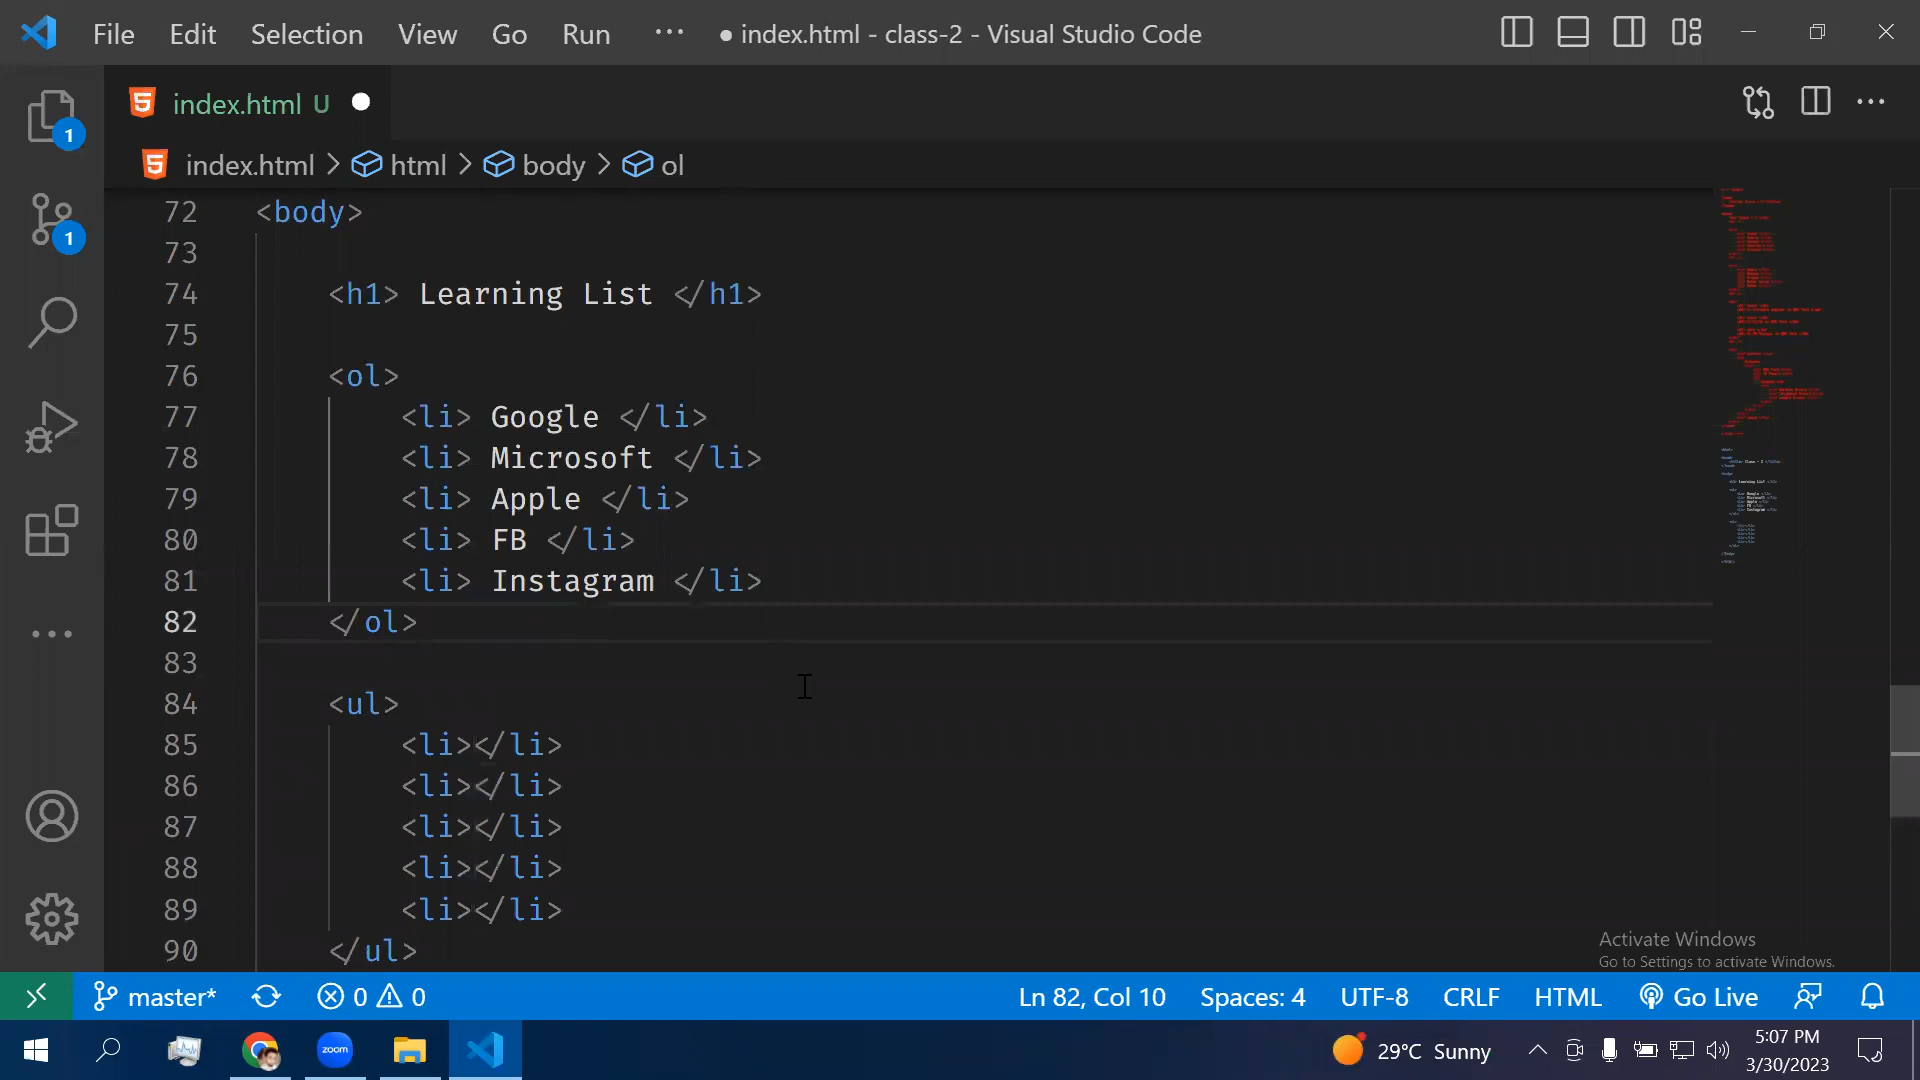 File Edit Selection View Go Run ··· ● index.html - class-2 - Visual Studio Code
index.html U
index.html > html > body > ol
72 <body>
73
74 <h1> Learning List </h1>
75
76 <ol>
77 <li> Google </li>
78 <li> Microsoft </li>
79 <li> Apple </li>
80 <li> FB </li>
81 <li> Instagram </li>
82 </ol>
83
84 <ul>
85 <li></li>
86 <li></li>
87 <li></li>
88 <li></li>
89 <li></li>
90 </ul>
1
1
Activate Windows
Go to Settings to activate Windows.
master* 0 0 Ln 82, Col 10 Spaces: 4 UTF-8 CRLF HTML Go Live
zoom 29°C Sunny 5:07 PM
3/30/2023